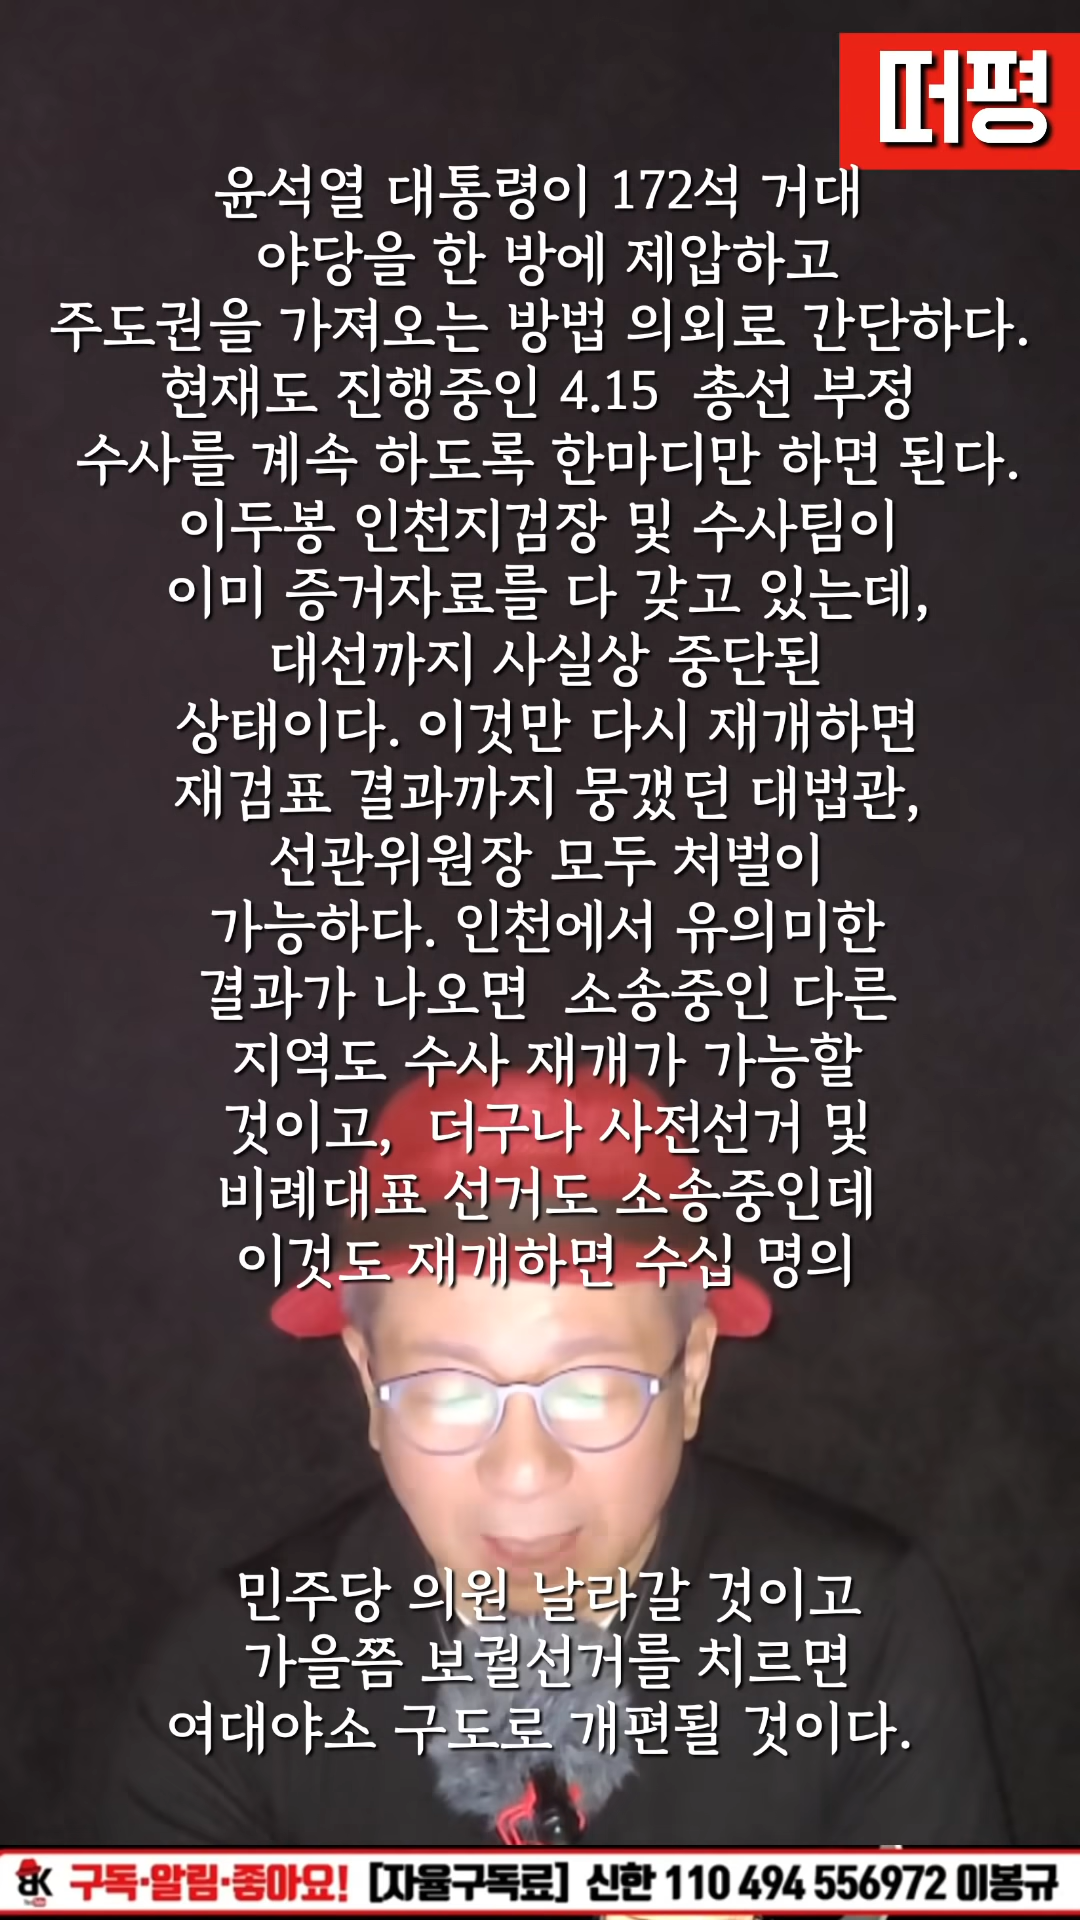 떠평
윤석열 대통령이 172석 거대
야당을 한 방에 제압하고
주도권을 가져오는 방법 의외로 간단하다.
현재도 진행중인 4.15 총선 부정
수사를 계속 하도록 한마디만 하면 된다.
이두봉 인천지검장 및 수사팀이
이미 증거자료를 다 갖고 있는데,
대선까지 사실상 중단된
상태이다. 이것만 다시 재개하면
재검표 결과까지 뭉갰던 대법관,
선관위원장 모두 처벌이
가능하다. 인천에서 유의미한
결과가 나오면 소송중인 다른
지역도 수사 재개가 가능할
것이고, 더구나 사전선거 및
비례대표 선거도 소송중인데
이것도 재개하면 수십 명의
민주당 의원 날라갈 것이고
가을쯤 보궐선거를 치르면
여대야소 구도로 개편될 것이다.
BK 구독·알림·좋아요! [자율구독료] 신한 110 494 556972 이봉규